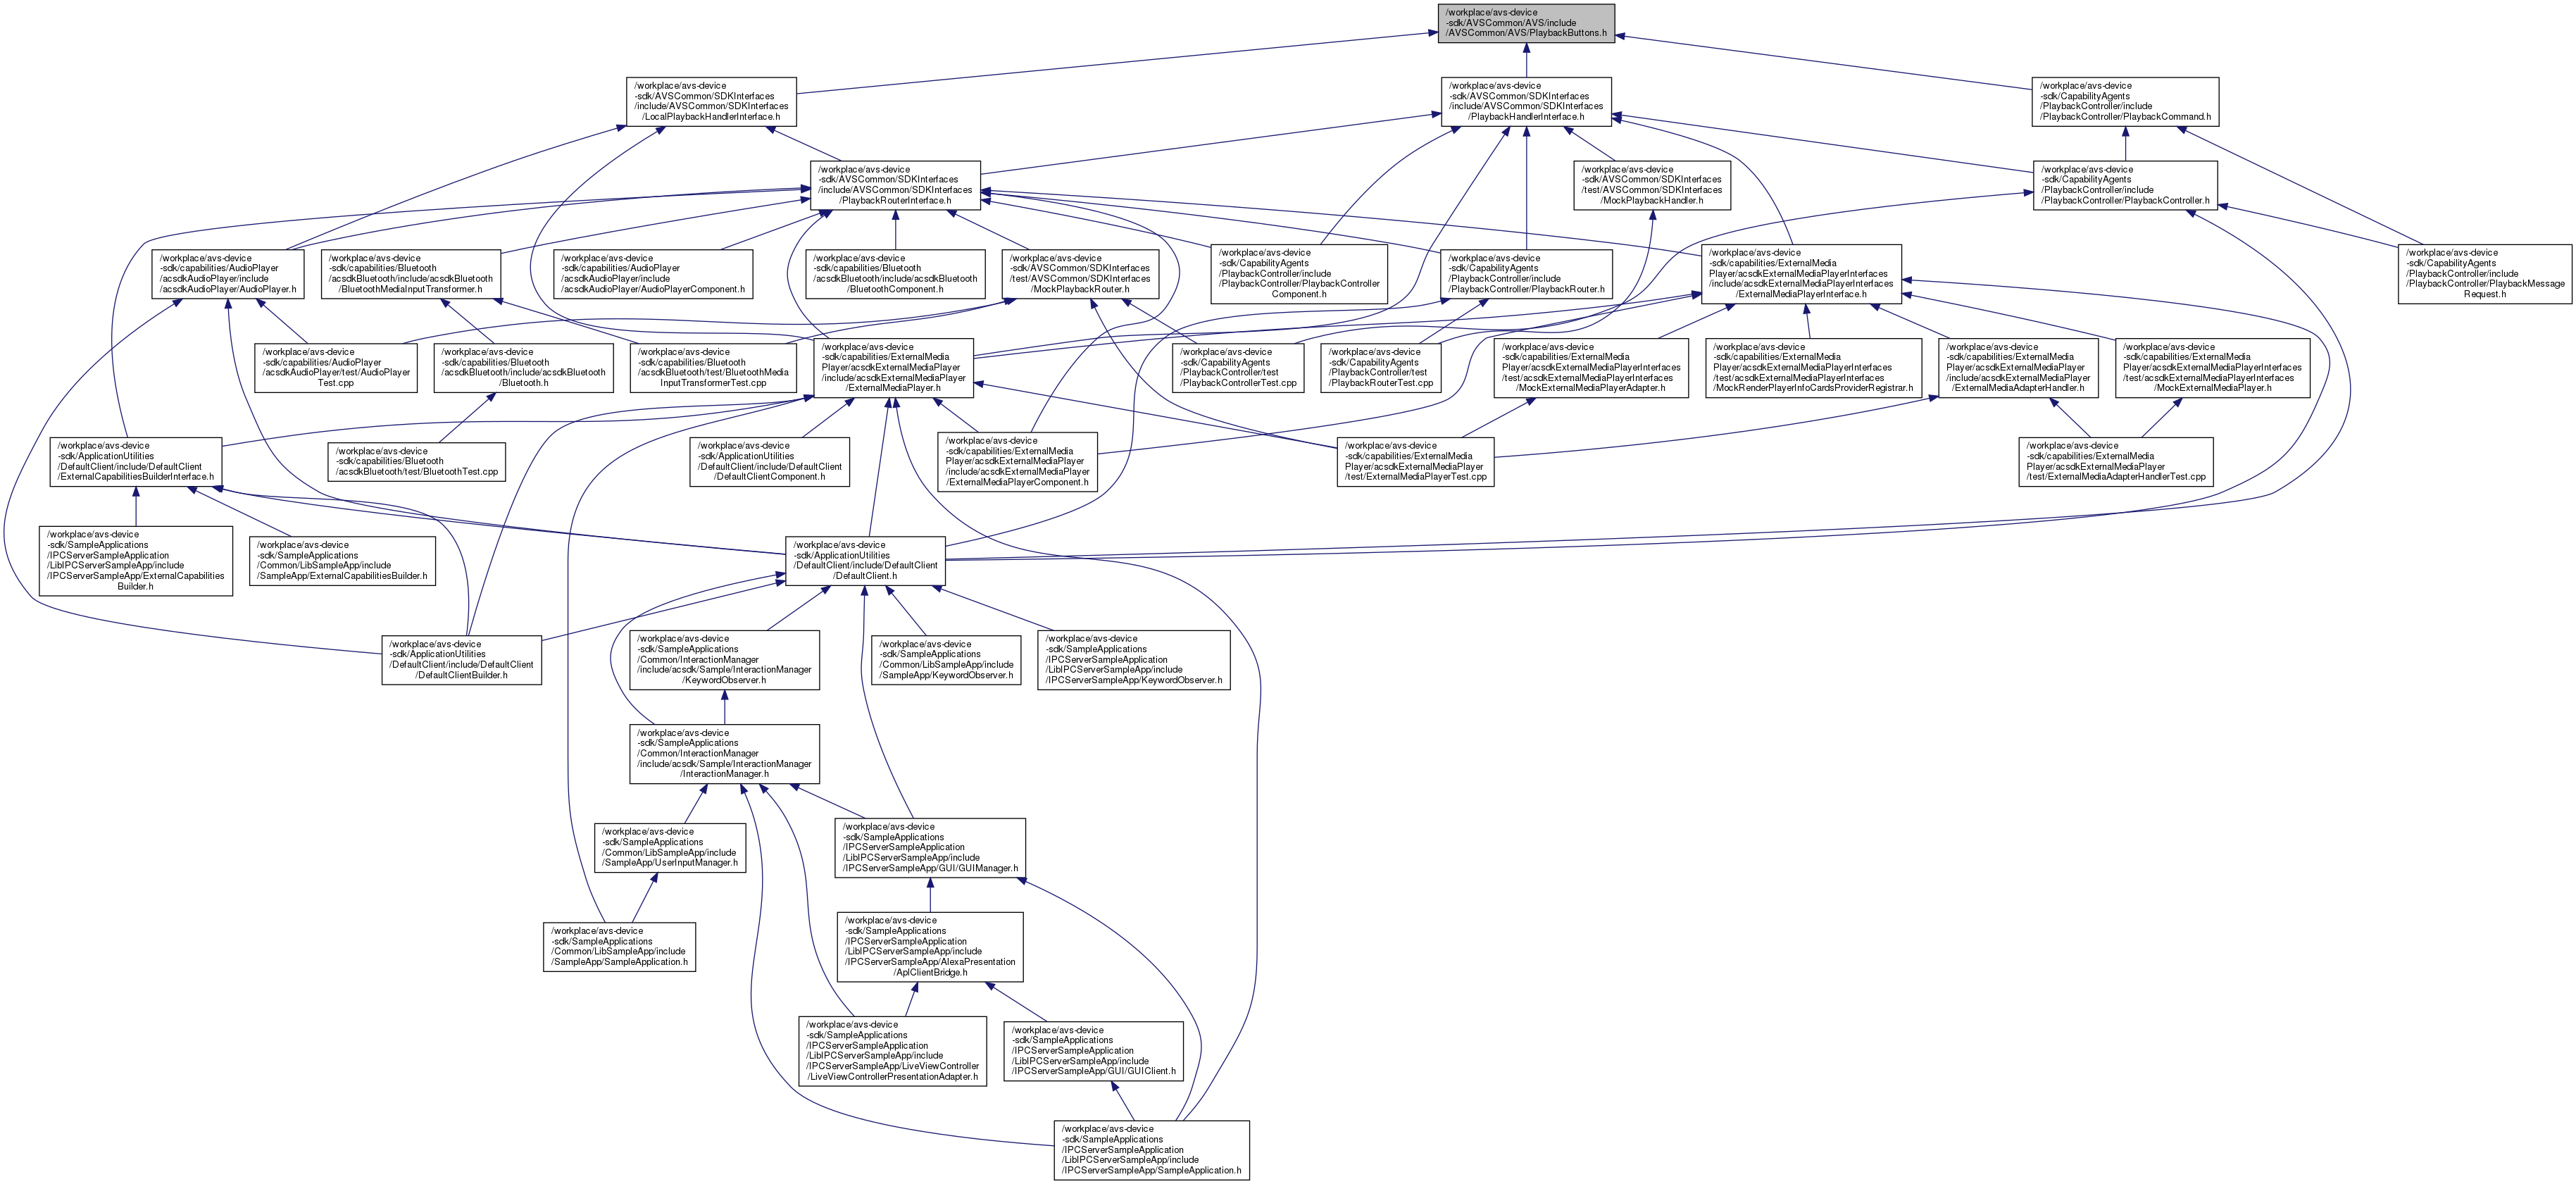 /workplace/avs-device
-sdk/AVSCommon/AVS/include
/AVSCommon/AVS/PlaybackButtons.h
/workplace/avs-device
-sdk/AVSCommon/SDKInterfaces
/include/AVSCommon/SDKInterfaces
/LocalPlaybackHandlerInterface.h
/workplace/avs-device
-sdk/AVSCommon/SDKInterfaces
/include/AVSCommon/SDKInterfaces
/PlaybackHandlerInterface.h
/workplace/avs-device
-sdk/CapabilityAgents
/PlaybackController/include
/PlaybackController/PlaybackCommand.h
/workplace/avs-device
-sdk/AVSCommon/SDKInterfaces
/include/AVSCommon/SDKInterfaces
/PlaybackRouterInterface.h
/workplace/avs-device
-sdk/AVSCommon/SDKInterfaces
/test/AVSCommon/SDKInterfaces
/MockPlaybackHandler.h
/workplace/avs-device
-sdk/CapabilityAgents
/PlaybackController/include
/PlaybackController/PlaybackController.h
/workplace/avs-device
-sdk/capabilities/AudioPlayer
/acsdkAudioPlayer/include
/acsdkAudioPlayer/AudioPlayer.h
/workplace/avs-device
-sdk/capabilities/Bluetooth
/acsdkBluetooth/include/acsdkBluetooth
/BluetoothMediaInputTransformer.h
/workplace/avs-device
-sdk/capabilities/AudioPlayer
/acsdkAudioPlayer/include
/acsdkAudioPlayer/AudioPlayerComponent.h
/workplace/avs-device
-sdk/capabilities/Bluetooth
/acsdkBluetooth/include/acsdkBluetooth
/BluetoothComponent.h
/workplace/avs-device
-sdk/AVSCommon/SDKInterfaces
/test/AVSCommon/SDKInterfaces
/MockPlaybackRouter.h
/workplace/avs-device
-sdk/CapabilityAgents
/PlaybackController/include
/PlaybackController/PlaybackController
Component.h
/workplace/avs-device
-sdk/CapabilityAgents
/PlaybackController/include
/PlaybackController/PlaybackRouter.h
/workplace/avs-device
-sdk/capabilities/ExternalMedia
Player/acsdkExternalMediaPlayerInterfaces
/include/acsdkExternalMediaPlayerInterfaces
/ExternalMediaPlayerInterface.h
/workplace/avs-device
-sdk/CapabilityAgents
/PlaybackController/include
/PlaybackController/PlaybackMessage
Request.h
/workplace/avs-device
-sdk/capabilities/AudioPlayer
/acsdkAudioPlayer/test/AudioPlayer
Test.cpp
/workplace/avs-device
-sdk/capabilities/Bluetooth
/acsdkBluetooth/include/acsdkBluetooth
/Bluetooth.h
/workplace/avs-device
-sdk/capabilities/Bluetooth
/acsdkBluetooth/test/BluetoothMedia
InputTransformerTest.cpp
/workplace/avs-device
-sdk/capabilities/ExternalMedia
Player/acsdkExternalMediaPlayer
/include/acsdkExternalMediaPlayer
/ExternalMediaPlayer.h
/workplace/avs-device
-sdk/CapabilityAgents
/PlaybackController/test
/PlaybackControllerTest.cpp
/workplace/avs-device
-sdk/CapabilityAgents
/PlaybackController/test
/PlaybackRouterTest.cpp
/workplace/avs-device
-sdk/capabilities/ExternalMedia
Player/acsdkExternalMediaPlayerInterfaces
/test/acsdkExternalMediaPlayerInterfaces
/MockExternalMediaPlayerAdapter.h
/workplace/avs-device
-sdk/capabilities/ExternalMedia
Player/acsdkExternalMediaPlayerInterfaces
/test/acsdkExternalMediaPlayerInterfaces
/MockRenderPlayerInfoCardsProviderRegistrar.h
/workplace/avs-device
-sdk/capabilities/ExternalMedia
Player/acsdkExternalMediaPlayer
/include/acsdkExternalMediaPlayer
/ExternalMediaAdapterHandler.h
/workplace/avs-device
-sdk/capabilities/ExternalMedia
Player/acsdkExternalMediaPlayerInterfaces
/test/acsdkExternalMediaPlayerInterfaces
/MockExternalMediaPlayer.h
/workplace/avs-device
-sdk/ApplicationUtilities
/DefaultClient/include/DefaultClient
/ExternalCapabilitiesBuilderInterface.h
/workplace/avs-device
-sdk/capabilities/Bluetooth
/acsdkBluetooth/test/BluetoothTest.cpp
/workplace/avs-device
-sdk/ApplicationUtilities
/DefaultClient/include/DefaultClient
/DefaultClientComponent.h
/workplace/avs-device
-sdk/capabilities/ExternalMedia
Player/acsdkExternalMediaPlayer
/include/acsdkExternalMediaPlayer
/ExternalMediaPlayerComponent.h
/workplace/avs-device
-sdk/capabilities/ExternalMedia
Player/acsdkExternalMediaPlayer
/test/ExternalMediaPlayerTest.cpp
/workplace/avs-device
-sdk/capabilities/ExternalMedia
Player/acsdkExternalMediaPlayer
/test/ExternalMediaAdapterHandlerTest.cpp
/workplace/avs-device
-sdk/SampleApplications
/IPCServerSampleApplication
/LibIPCServerSampleApp/include
/IPCServerSampleApp/ExternalCapabilities
Builder.h
/workplace/avs-device
-sdk/SampleApplications
/Common/LibSampleApp/include
/SampleApp/ExternalCapabilitiesBuilder.h
/workplace/avs-device
-sdk/ApplicationUtilities
/DefaultClient/include/DefaultClient
/DefaultClient.h
/workplace/avs-device
-sdk/ApplicationUtilities
/DefaultClient/include/DefaultClient
/DefaultClientBuilder.h
/workplace/avs-device
-sdk/SampleApplications
/Common/InteractionManager
/include/acsdk/Sample/InteractionManager
/KeywordObserver.h
/workplace/avs-device
-sdk/SampleApplications
/Common/LibSampleApp/include
/SampleApp/KeywordObserver.h
/workplace/avs-device
-sdk/SampleApplications
/IPCServerSampleApplication
/LibIPCServerSampleApp/include
/IPCServerSampleApp/KeywordObserver.h
/workplace/avs-device
-sdk/SampleApplications
/Common/InteractionManager
/include/acsdk/Sample/InteractionManager
/InteractionManager.h
/workplace/avs-device
-sdk/SampleApplications
/Common/LibSampleApp/include
/SampleApp/UserInputManager.h
/workplace/avs-device
-sdk/SampleApplications
/IPCServerSampleApplication
/LibIPCServerSampleApp/include
/IPCServerSampleApp/GUI/GUIManager.h
/workplace/avs-device
-sdk/SampleApplications
/Common/LibSampleApp/include
/SampleApp/SampleApplication.h
/workplace/avs-device
-sdk/SampleApplications
/IPCServerSampleApplication
/LibIPCServerSampleApp/include
/IPCServerSampleApp/AlexaPresentation
/AplClientBridge.h
/workplace/avs-device
-sdk/SampleApplications
/IPCServerSampleApplication
/LibIPCServerSampleApp/include
/IPCServerSampleApp/LiveViewController
/LiveViewControllerPresentationAdapter.h
/workplace/avs-device
-sdk/SampleApplications
/IPCServerSampleApplication
/LibIPCServerSampleApp/include
/IPCServerSampleApp/GUI/GUIClient.h
/workplace/avs-device
-sdk/SampleApplications
/IPCServerSampleApplication
/LibIPCServerSampleApp/include
/IPCServerSampleApp/SampleApplication.h